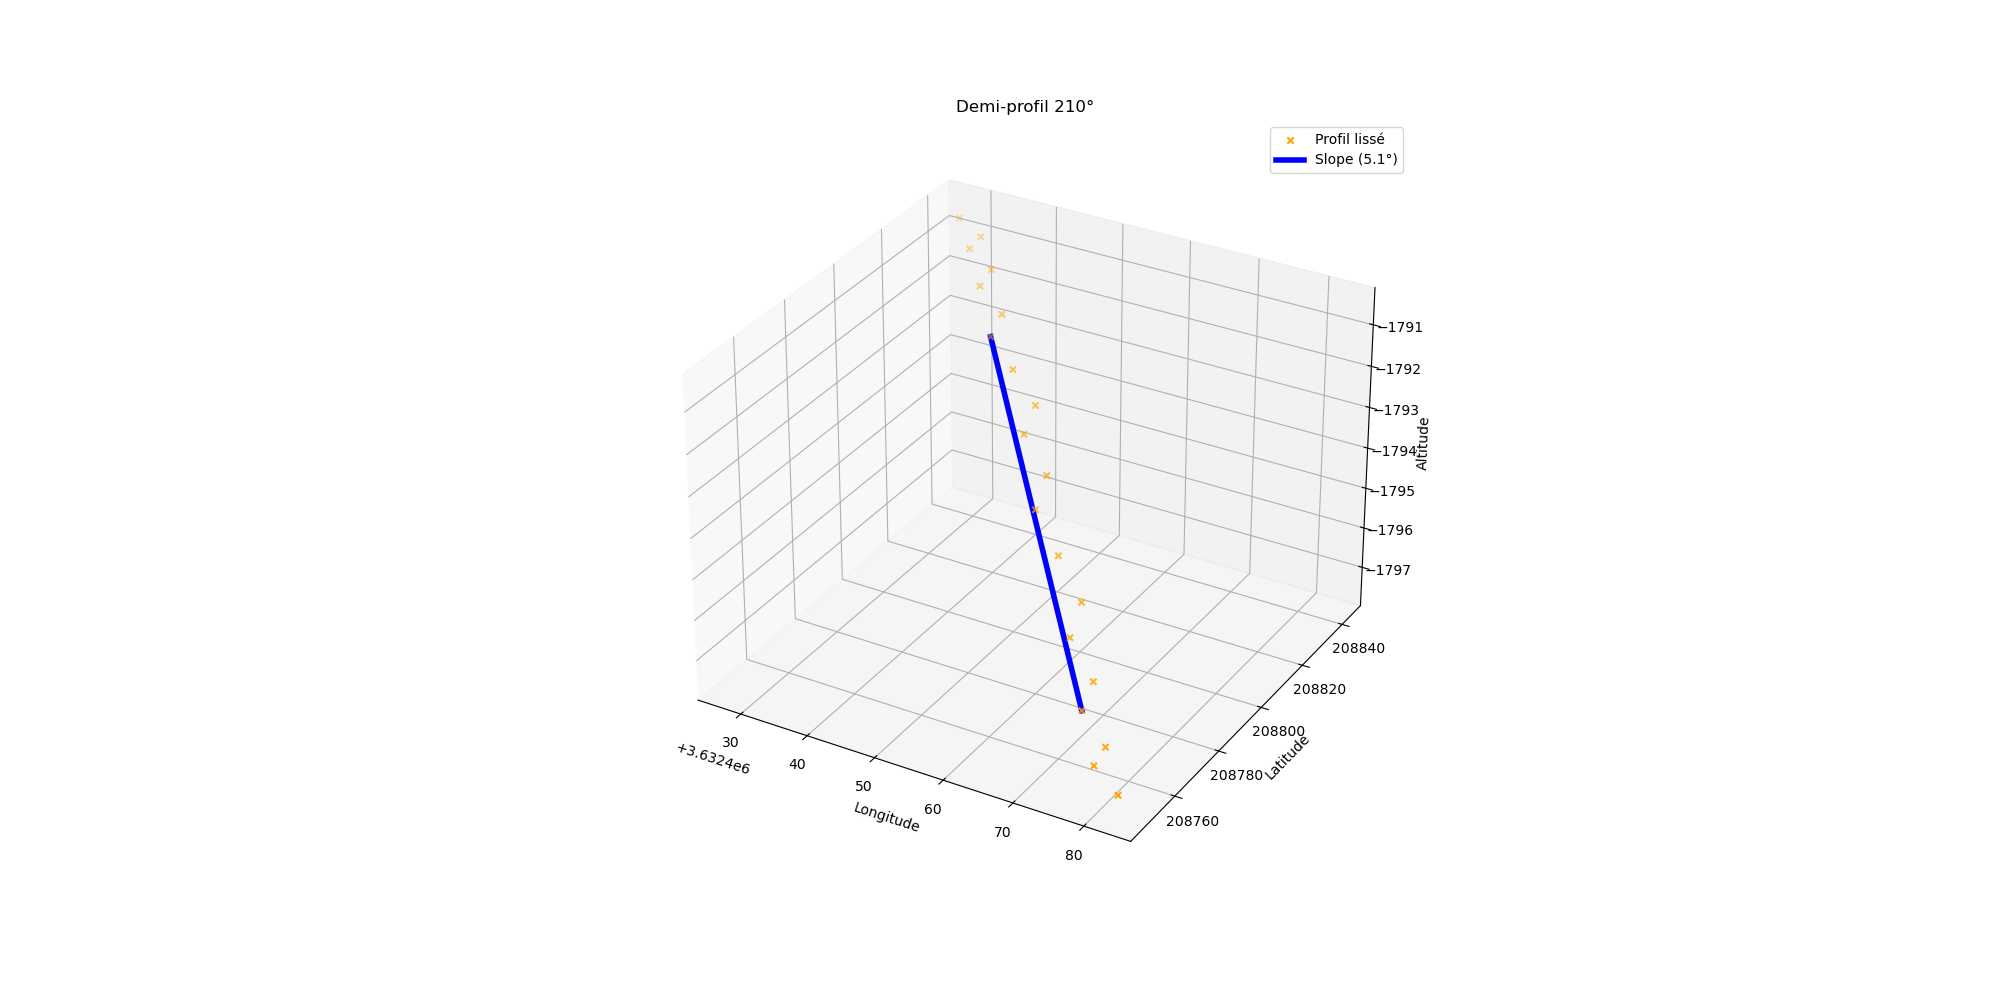 Demi-profil 210°
Profil lissé
Slope (5.1°)
−1791
−1792
−1793
−1794
−1795
−1796
−1797
Altitude
208840
208820
208800
208780
208760
Latitude
30
40
50
60
70
80
+3.6324e6
Longitude